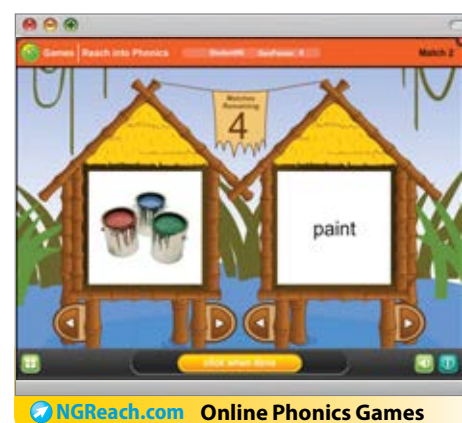 Games Reach into Phonics
Match 2
Matches
Remaining
4
paint
click when done
NGReach.com Online Phonics Games